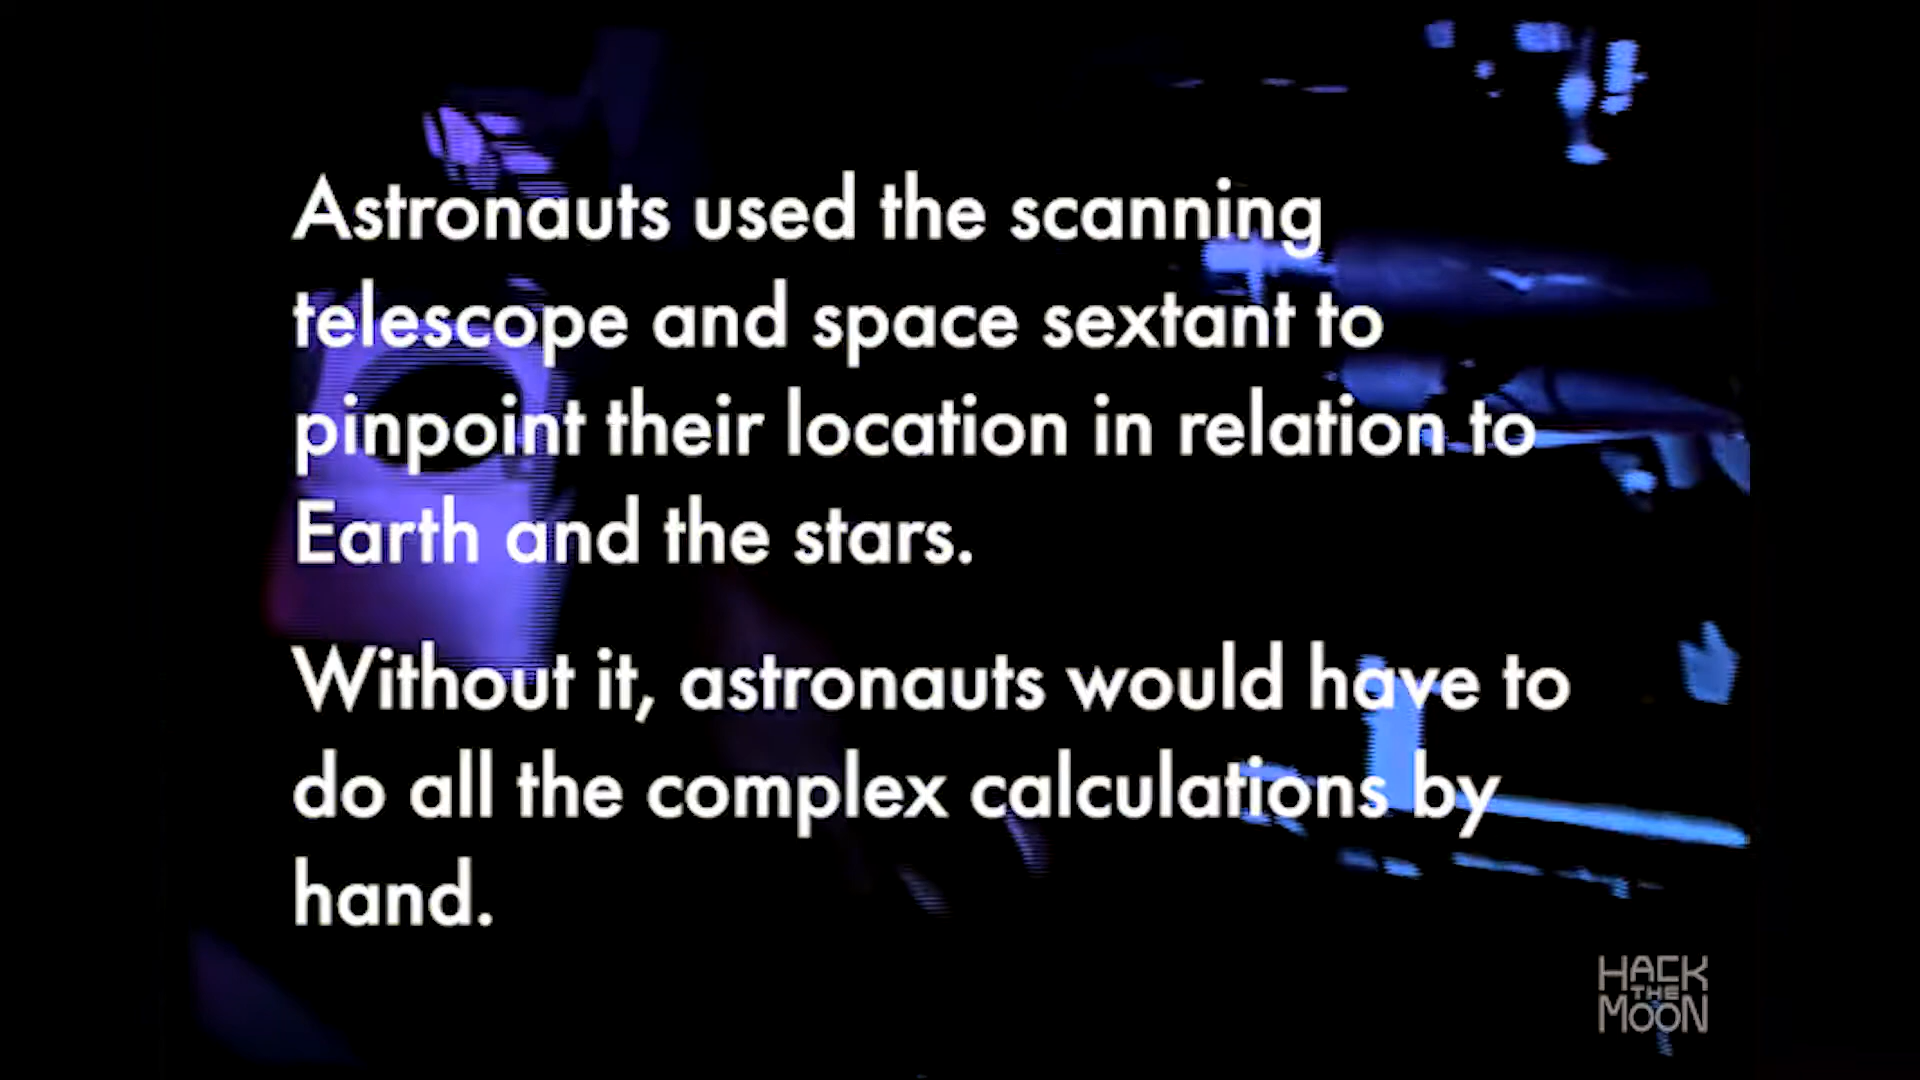 Astronauts used the scanning
telescope and space sextant to
pinpoint their location in relation to
Earth and the stars.
Without it, astronauts would have to
do all the complex calculations by
hand.
HACK
THE
MOON